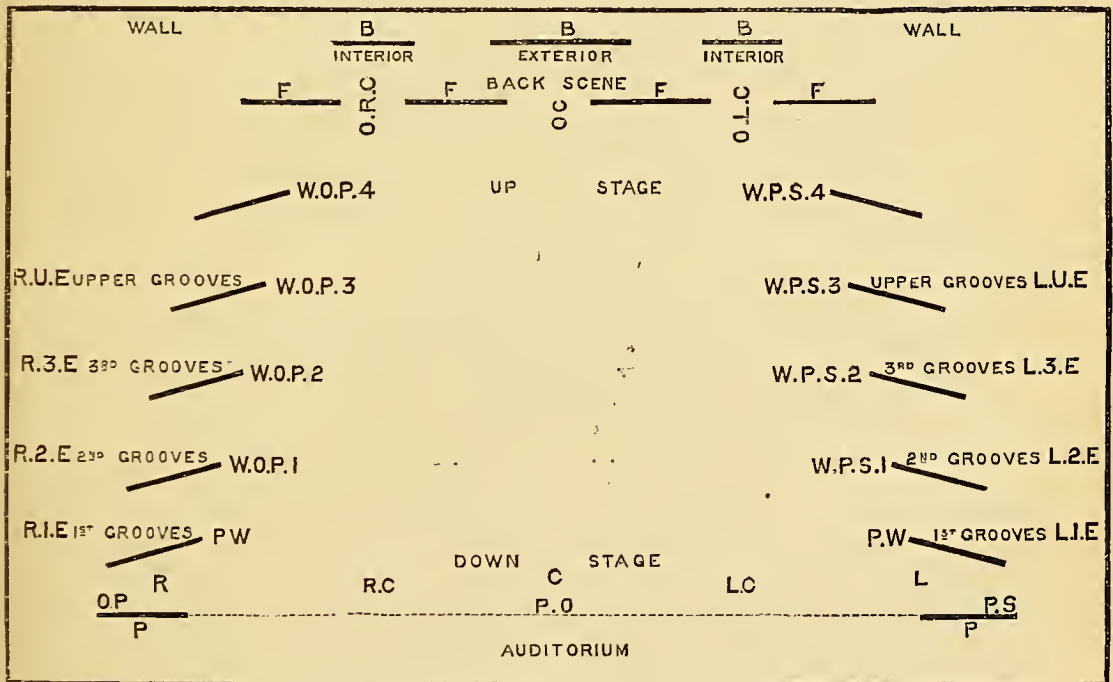 WALL B B B WALL
INTERIOR EXTERIOR INTERIOR
BACK SCENE
F O.R.C F O C F O.L.C F
W.O.P.4 UP STAGE W.P.S.4
R.U.E UPPER GROOVES W.O.P.3 W.P.S.3 UPPER GROOVES L.U.E
R.3.E 3RD GROOVES W.O.P.2 W.P.S.2 3RD GROOVES L.3.E
R.2.E 2ND GROOVES W.O.P.1 W.P.S.1 2ND GROOVES L.2.E
R.1.E 1ST GROOVES PW P.W 1ST GROOVES L.1.E
DOWN STAGE
R R.C C L.C L
O.P P.O P.S
P P
AUDITORIUM